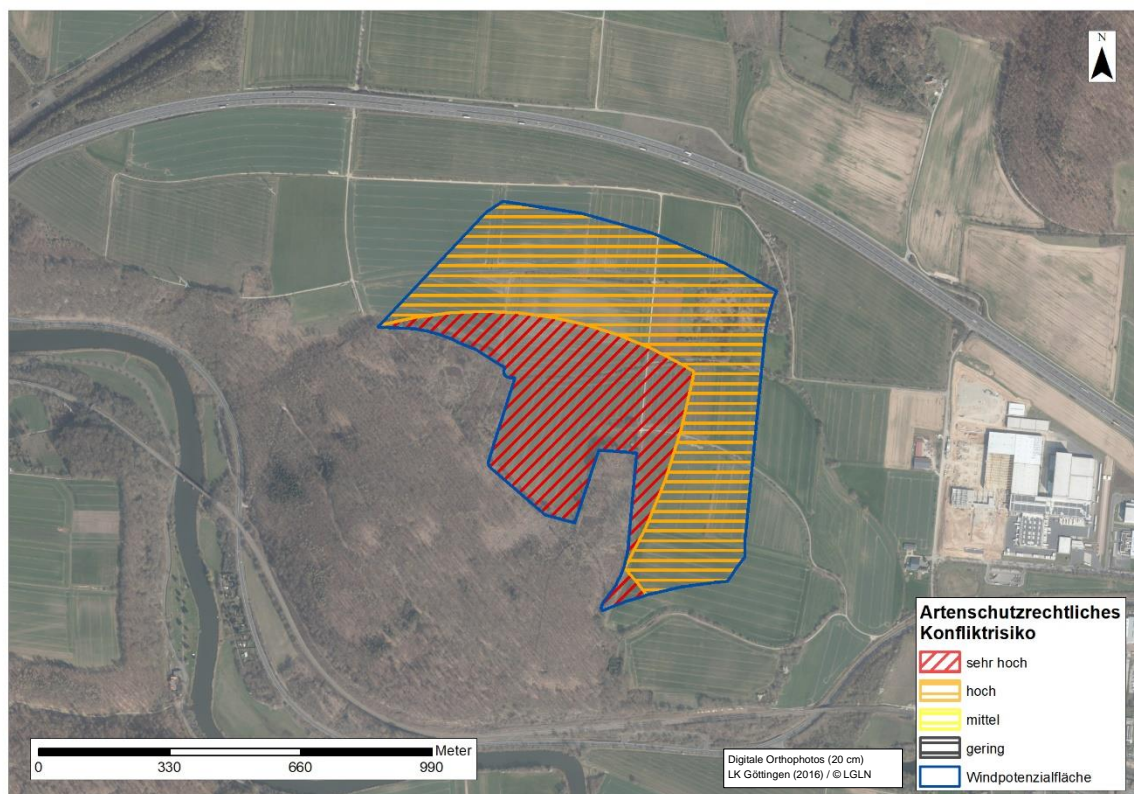 N
Artenschutzrechtliches
Konfliktrisiko
sehr hoch
hoch
mittel
gering
Windpotenzialfläche
Meter
0 330 660 990
Digitale Orthophotos (20 cm)
LK Göttingen (2016) / © LGLN